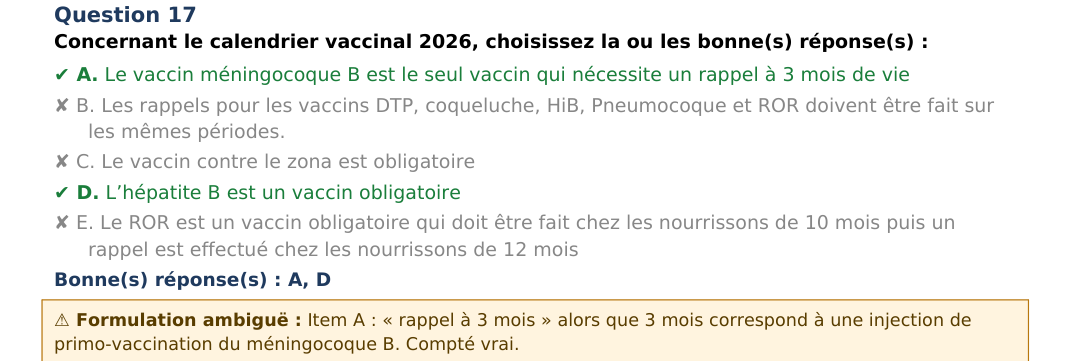 Question 17
Concernant le calendrier vaccinal 2026, choisissez la ou les bonne(s) réponse(s) :
✔ A. Le vaccin méningocoque B est le seul vaccin qui nécessite un rappel à 3 mois de vie
✘ B. Les rappels pour les vaccins DTP, coqueluche, HiB, Pneumocoque et ROR doivent être fait sur
les mêmes périodes.
✘ C. Le vaccin contre le zona est obligatoire
✔ D. L’hépatite B est un vaccin obligatoire
✘ E. Le ROR est un vaccin obligatoire qui doit être fait chez les nourrissons de 10 mois puis un
rappel est effectué chez les nourrissons de 12 mois
Bonne(s) réponse(s) : A, D
⚠ Formulation ambiguë : Item A : « rappel à 3 mois » alors que 3 mois correspond à une injection de
primo-vaccination du méningocoque B. Compté vrai.